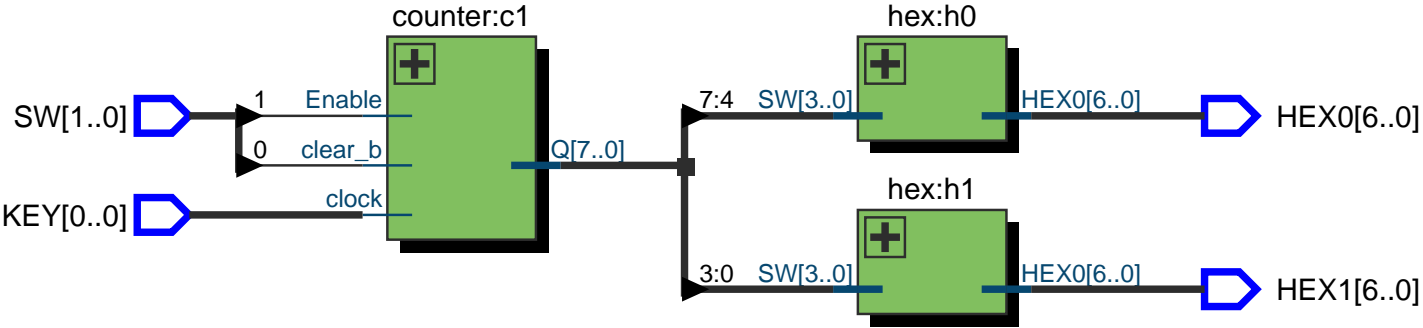 counter:c1
hex:h0
SW[1..0]
1
Enable
0
clear_b
KEY[0..0]
clock
Q[7..0]
7:4
SW[3..0]
HEX0[6..0]
HEX0[6..0]
hex:h1
3:0
SW[3..0]
HEX0[6..0]
HEX1[6..0]